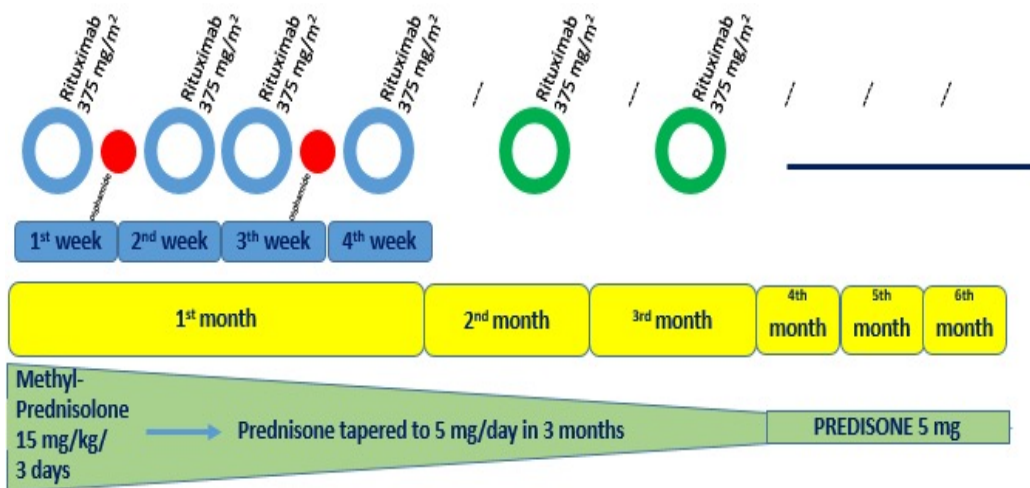 Rituximab
375 mg/m²
Rituximab
375 mg/m²
Rituximab
375 mg/m²
Rituximab
375 mg/m²
----
Rituximab
375 mg/m²
----
Rituximab
375 mg/m²
----
----
----
osphamide
osphamide
1st week
2nd week
3th week
4th week
1st month
2nd month
3rd month
4th
month
5th
month
6th
month
Methyl-
Prednisolone
15 mg/kg/
3 days
Prednisone tapered to 5 mg/day in 3 months
PREDISONE 5 mg